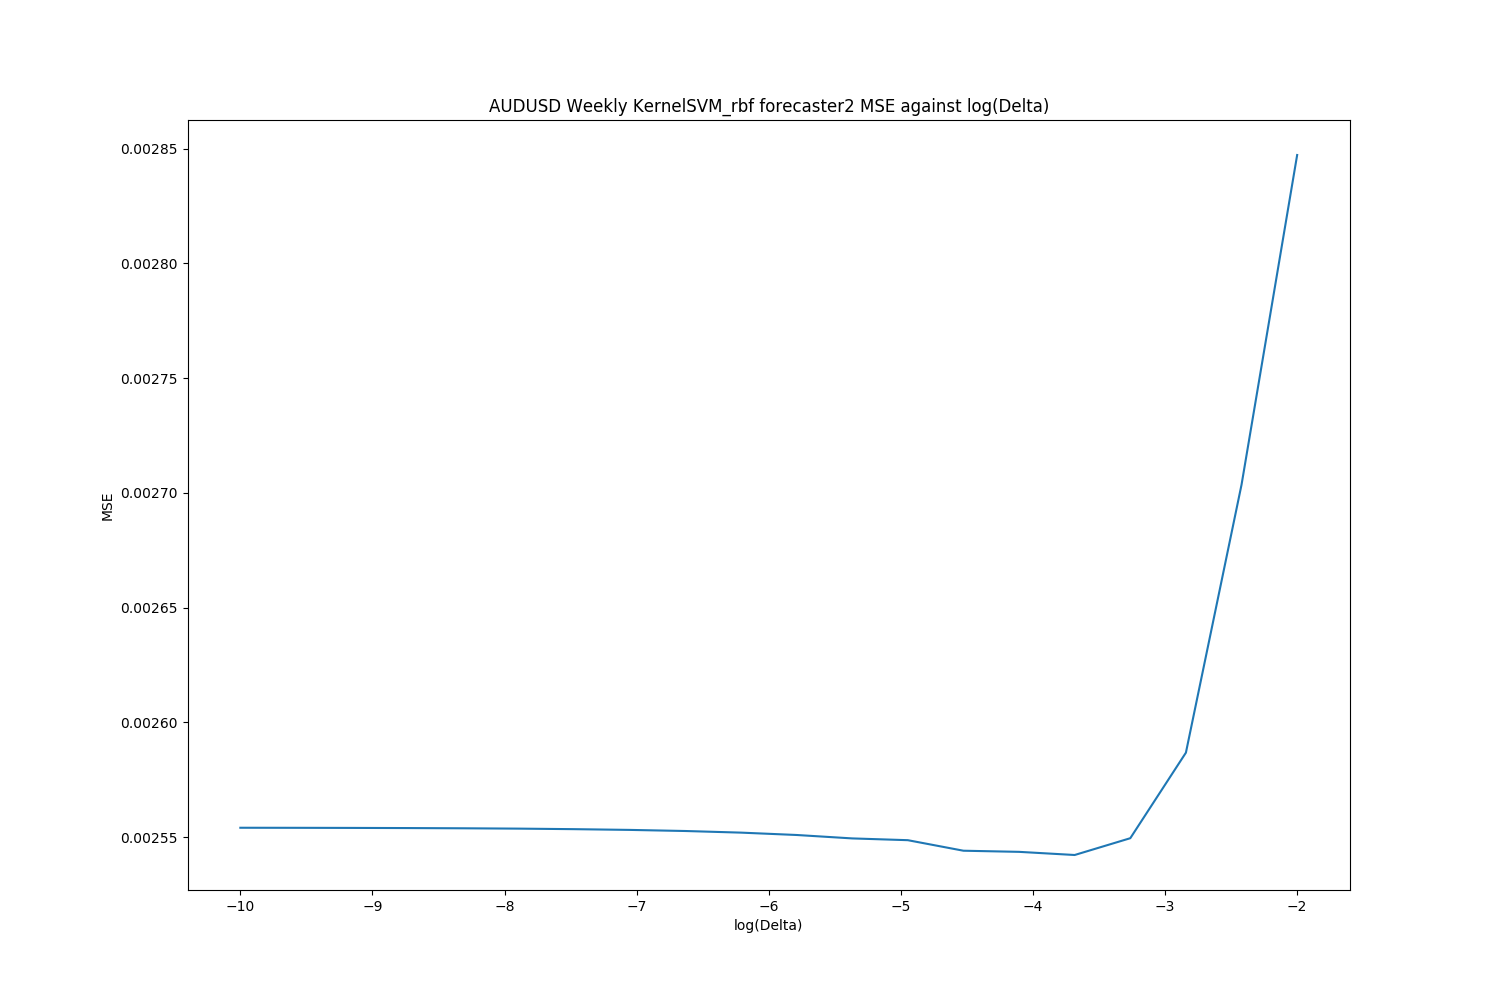 AUDUSD Weekly KernelSVM_rbf forecaster2 MSE against log(Delta)
0.00285
0.00280
0.00275
0.00270
0.00265
0.00260
0.00255
MSE
−10 −9 −8 −7 −6 −5 −4 −3 −2
log(Delta)